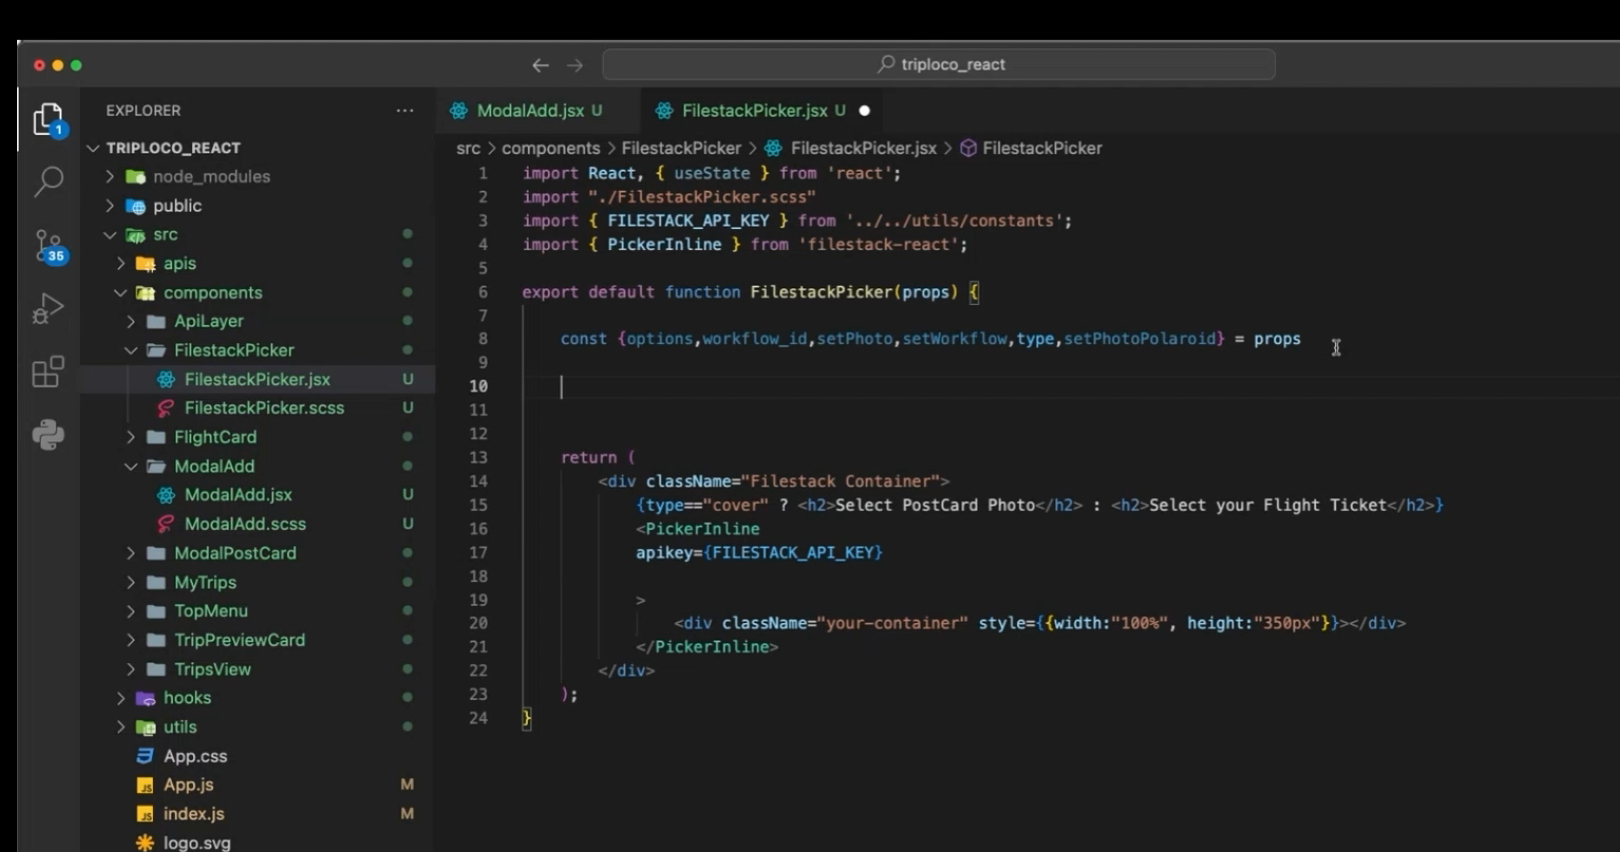 triploco_react
EXPLORER
ModalAdd.jsx U
FilestackPicker.jsx U
TRIPLOCO_REACT
src > components > FilestackPicker > FilestackPicker.jsx > FilestackPicker
1
35
node_modules
public
src
apis
components
ApiLayer
FilestackPicker
FilestackPicker.jsx U
FilestackPicker.scss U
FlightCard
ModalAdd
ModalAdd.jsx U
ModalAdd.scss U
ModalPostCard
MyTrips
TopMenu
TripPreviewCard
TripsView
hooks
utils
App.css
App.js M
index.js M
logo.svg
1 import React, { useState } from 'react';
2 import "./FilestackPicker.scss"
3 import { FILESTACK_API_KEY } from '../../utils/constants';
4 import { PickerInline } from 'filestack-react';
5
6 export default function FilestackPicker(props) {
7
8 const {options,workflow_id,setPhoto,setWorkflow,type,setPhotoPolaroid} = props
9
10
11
12
13 return (
14 <div className="Filestack Container">
15 {type=="cover" ? <h2>Select PostCard Photo</h2> : <h2>Select your Flight Ticket</h2>}
16 <PickerInline
17 apikey={FILESTACK_API_KEY}
18
19 >
20 <div className="your-container" style={{width:"100%", height:"350px"}}></div>
21 </PickerInline>
22 </div>
23 );
24 }